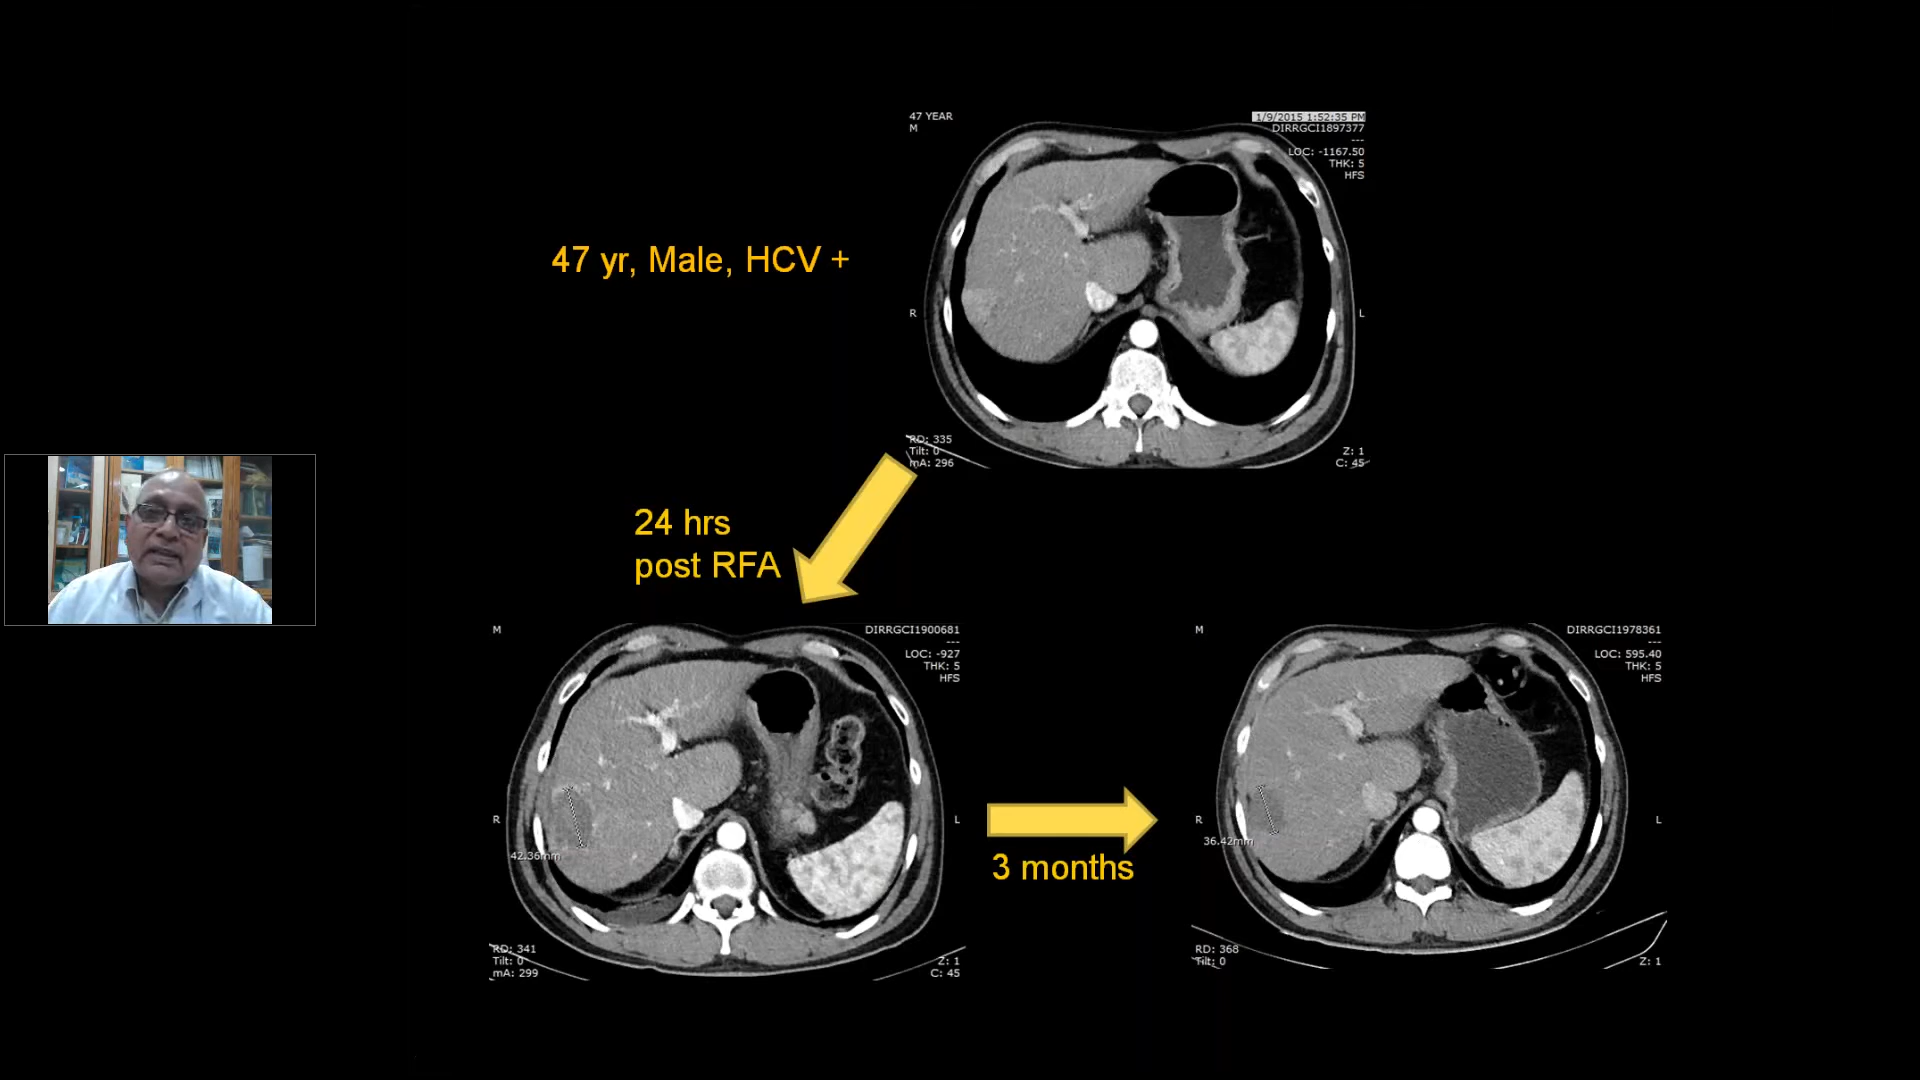 47 YEAR
M
1/9/2015 1:52:35 PM
DIRRGCI1897377
---
LOC: -1167.50
THK: 5
HFS
R
L
RD: 335
Tilt: 0
mA: 296
Z: 1
C: 45
47 yr, Male, HCV +
24 hrs
post RFA
M
DIRRGCI1900681
---
LOC: -927
THK: 5
HFS
R
L
42.36mm
RD: 341
Tilt: 0
mA: 299
Z: 1
C: 45
3 months
M
DIRRGCI1978361
---
LOC: 595.40
THK: 5
HFS
R
L
36.42mm
RD: 368
Tilt: 0
Z: 1